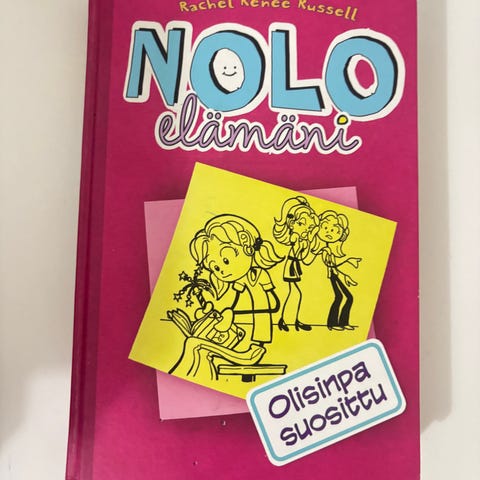 Rachel Renée Russell
NOLO
elämäni
Olisinpa
suosittu